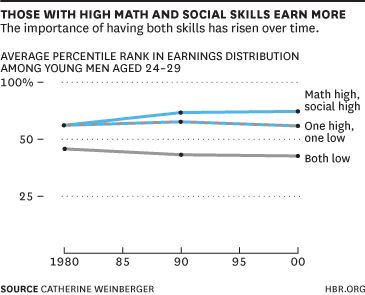 THOSE WITH HIGH MATH AND SOCIAL SKILLS EARN MORE
The importance of having both skills has risen over time.
AVERAGE PERCENTILE RANK IN EARNINGS DISTRIBUTION
AMONG YOUNG MEN AGED 24–29
100%
Math high,
social high
One high,
one low
50
Both low
25
1980 85 90 95 00
SOURCE CATHERINE WEINBERGER HBR.ORG